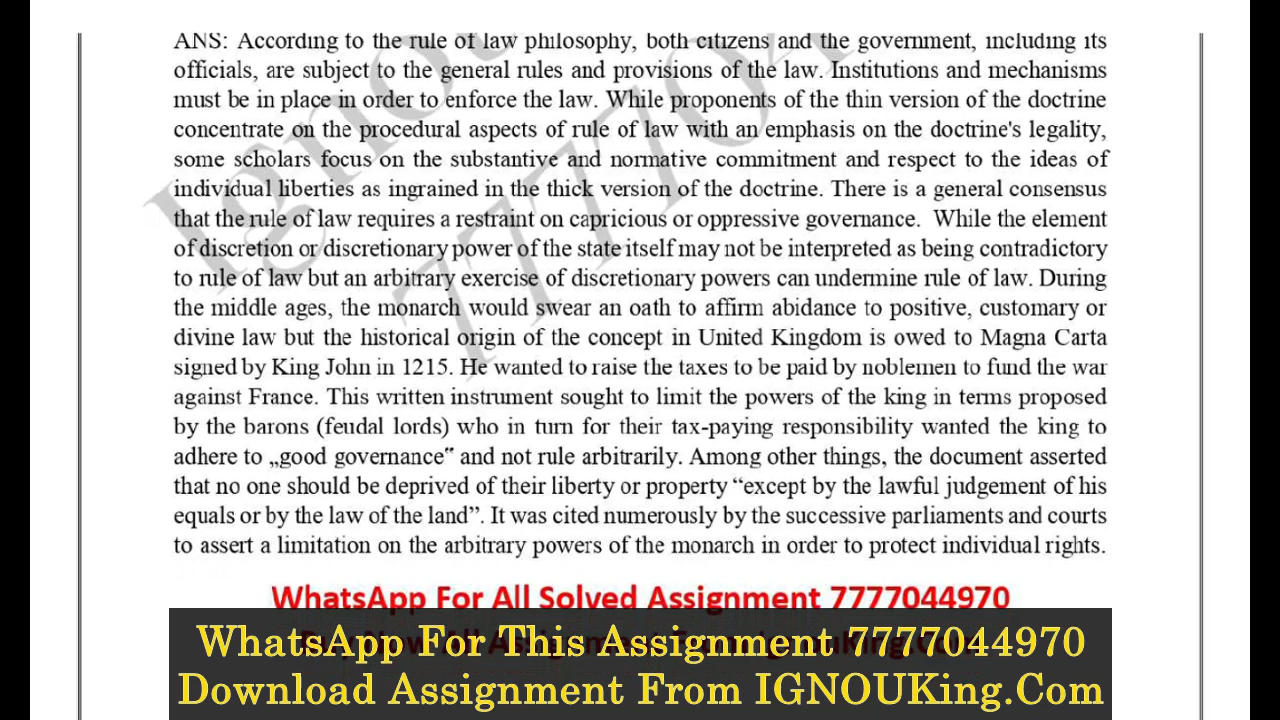 ANS: According to the rule of law philosophy, both citizens and the government, including its
officials, are subject to the general rules and provisions of the law. Institutions and mechanisms
must be in place in order to enforce the law. While proponents of the thin version of the doctrine
concentrate on the procedural aspects of rule of law with an emphasis on the doctrine's legality,
some scholars focus on the substantive and normative commitment and respect to the ideas of
individual liberties as ingrained in the thick version of the doctrine. There is a general consensus
that the rule of law requires a restraint on capricious or oppressive governance. While the element
of discretion or discretionary power of the state itself may not be interpreted as being contradictory
to rule of law but an arbitrary exercise of discretionary powers can undermine rule of law. During
the middle ages, the monarch would swear an oath to affirm abidance to positive, customary or
divine law but the historical origin of the concept in United Kingdom is owed to Magna Carta
signed by King John in 1215. He wanted to raise the taxes to be paid by noblemen to fund the war
against France. This written instrument sought to limit the powers of the king in terms proposed
by the barons (feudal lords) who in turn for their tax-paying responsibility wanted the king to
adhere to „good governance‟ and not rule arbitrarily. Among other things, the document asserted
that no one should be deprived of their liberty or property “except by the lawful judgement of his
equals or by the law of the land”. It was cited numerously by the successive parliaments and courts
to assert a limitation on the arbitrary powers of the monarch in order to protect individual rights.
WhatsApp For All Solved Assignment 7777044970
WhatsApp For This Assignment 7777044970
Download Assignment From IGNOUKing.Com